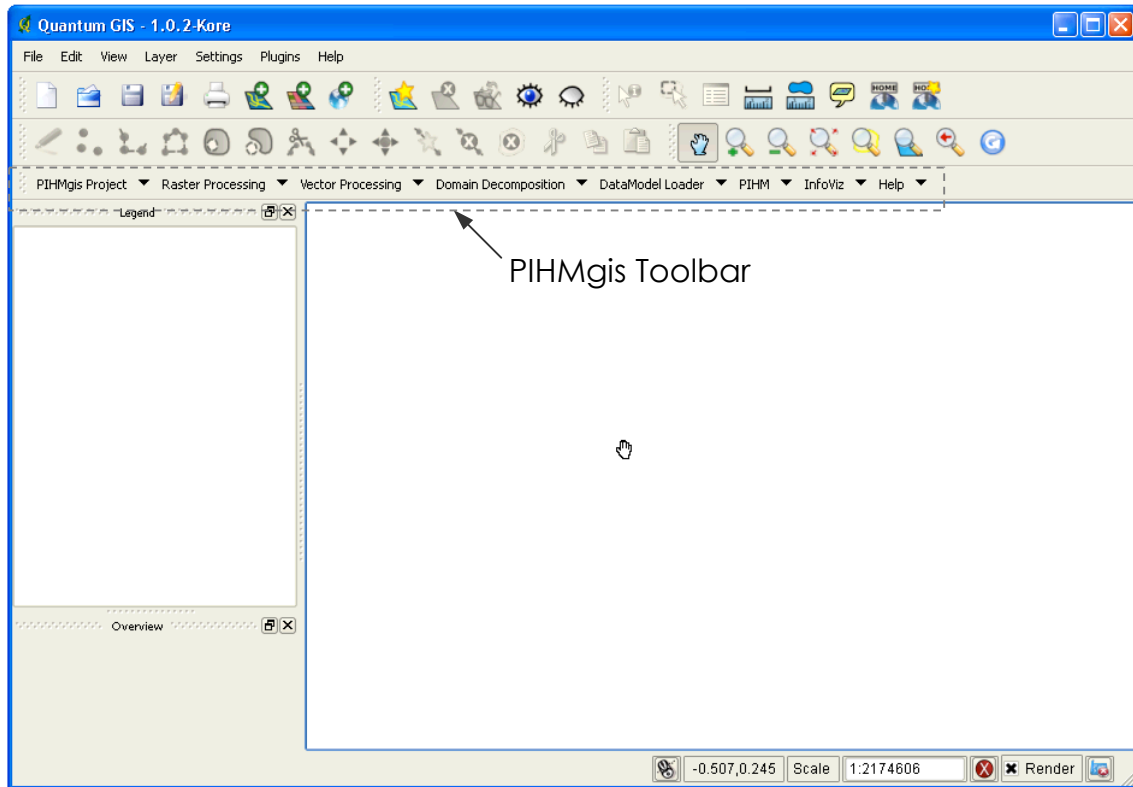 Quantum GIS - 1.0.2-Kore
File Edit View Layer Settings Plugins Help
HOME HO
PIHMgis Project Raster Processing Vector Processing Domain Decomposition DataModel Loader PIHM InfoViz Help
Legend
PIHMgis Toolbar
Overview
-0.507,0.245 Scale 1:2174606 Render